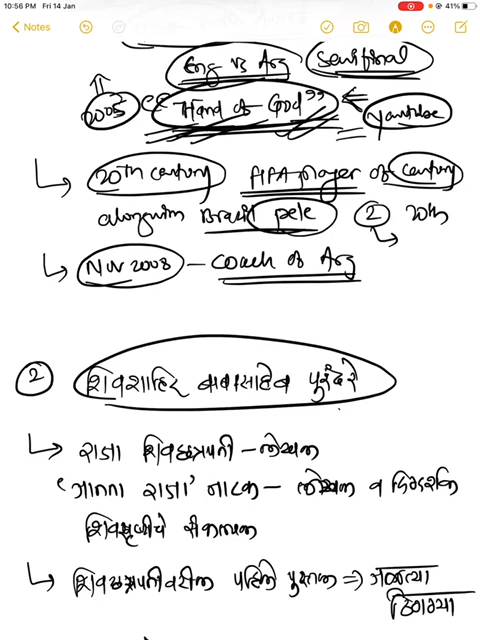 10:56 PM Fri 14 Jan
41%
Notes
Eng vs Arg Semifinal
2005 "Hand of God" Youtube
20th century FIFA player of century
alongwith Brazil pele 2 20th
Nov 2008 – coach of Arg
2 शिवशाहिर बाबासाहेब पुरंदरे
राजा शिवछत्रपती – लेखक
'जाणता राजा' नाटक – लेखक व दिग्दर्शक
शिवसृष्टीचे संकल्पक
शिवछत्रपतींवरील पहिले पुस्तक ⇒ जळत्या
ठिणग्या